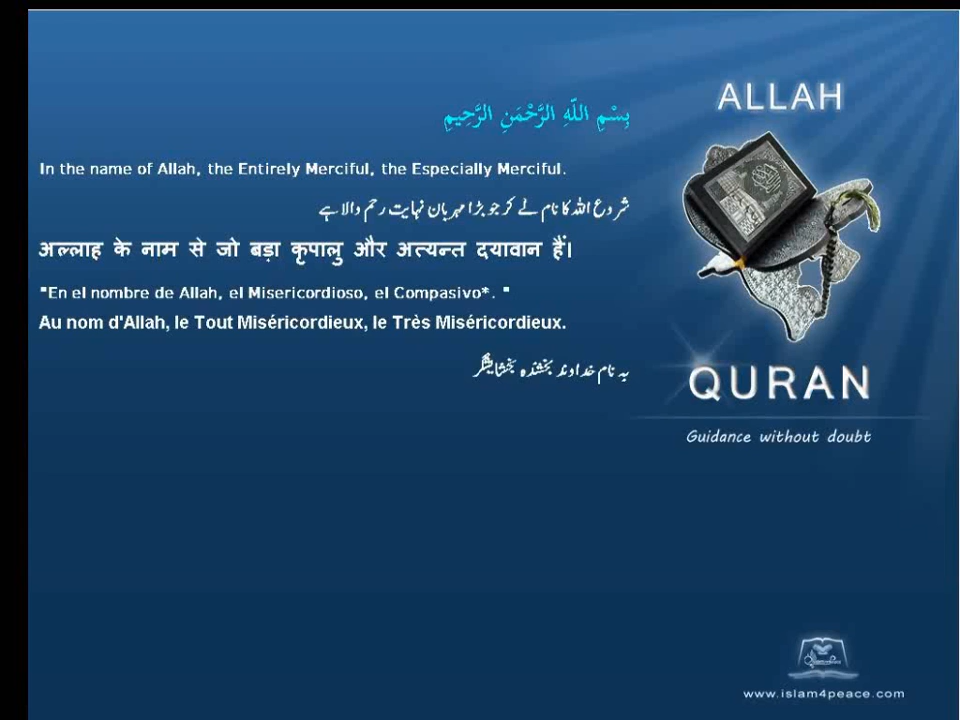 بِسْمِ اللّهِ الرَّحْمَنِ الرَّحِيمِ
In the name of Allah, the Entirely Merciful, the Especially Merciful.
شروع الله کا نام لے کر جو بڑا مہربان نہایت رحم والا ہے
अल्लाह के नाम से जो बड़ा कृपालु और अत्यन्त दयावान हैं।
"En el nombre de Allah, el Misericordioso, el Compasivo*. "
Au nom d'Allah, le Tout Miséricordieux, le Très Miséricordieux.
به نام خداوند بخشنده بخشایشگر
ALLAH
QURAN
Guidance without doubt
www.islam4peace.com